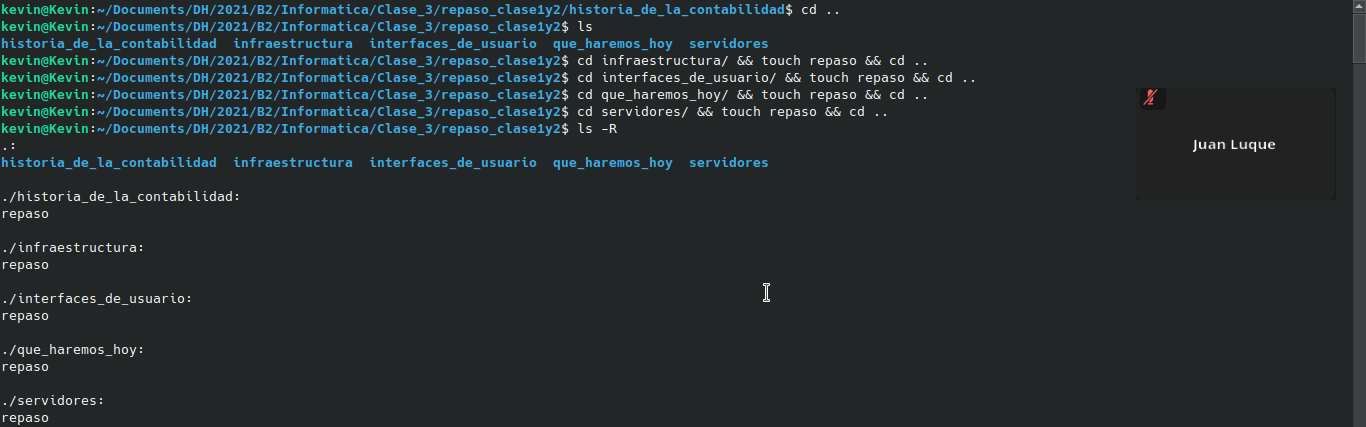 kevin@Kevin:~/Documents/DH/2021/B2/Informatica/Clase_3/repaso_clase1y2/historia_de_la_contabilidad$ cd ..
kevin@Kevin:~/Documents/DH/2021/B2/Informatica/Clase_3/repaso_clase1y2$ ls
historia_de_la_contabilidad  infraestructura  interfaces_de_usuario  que_haremos_hoy  servidores
kevin@Kevin:~/Documents/DH/2021/B2/Informatica/Clase_3/repaso_clase1y2$ cd infraestructura/ && touch repaso && cd ..
kevin@Kevin:~/Documents/DH/2021/B2/Informatica/Clase_3/repaso_clase1y2$ cd interfaces_de_usuario/ && touch repaso && cd ..
kevin@Kevin:~/Documents/DH/2021/B2/Informatica/Clase_3/repaso_clase1y2$ cd que_haremos_hoy/ && touch repaso && cd ..
kevin@Kevin:~/Documents/DH/2021/B2/Informatica/Clase_3/repaso_clase1y2$ cd servidores/ && touch repaso && cd ..
kevin@Kevin:~/Documents/DH/2021/B2/Informatica/Clase_3/repaso_clase1y2$ ls -R
.:
historia_de_la_contabilidad  infraestructura  interfaces_de_usuario  que_haremos_hoy  servidores
./historia_de_la_contabilidad:
repaso
./infraestructura:
repaso
./interfaces_de_usuario:
repaso
./que_haremos_hoy:
repaso
./servidores:
repaso
Juan Luque